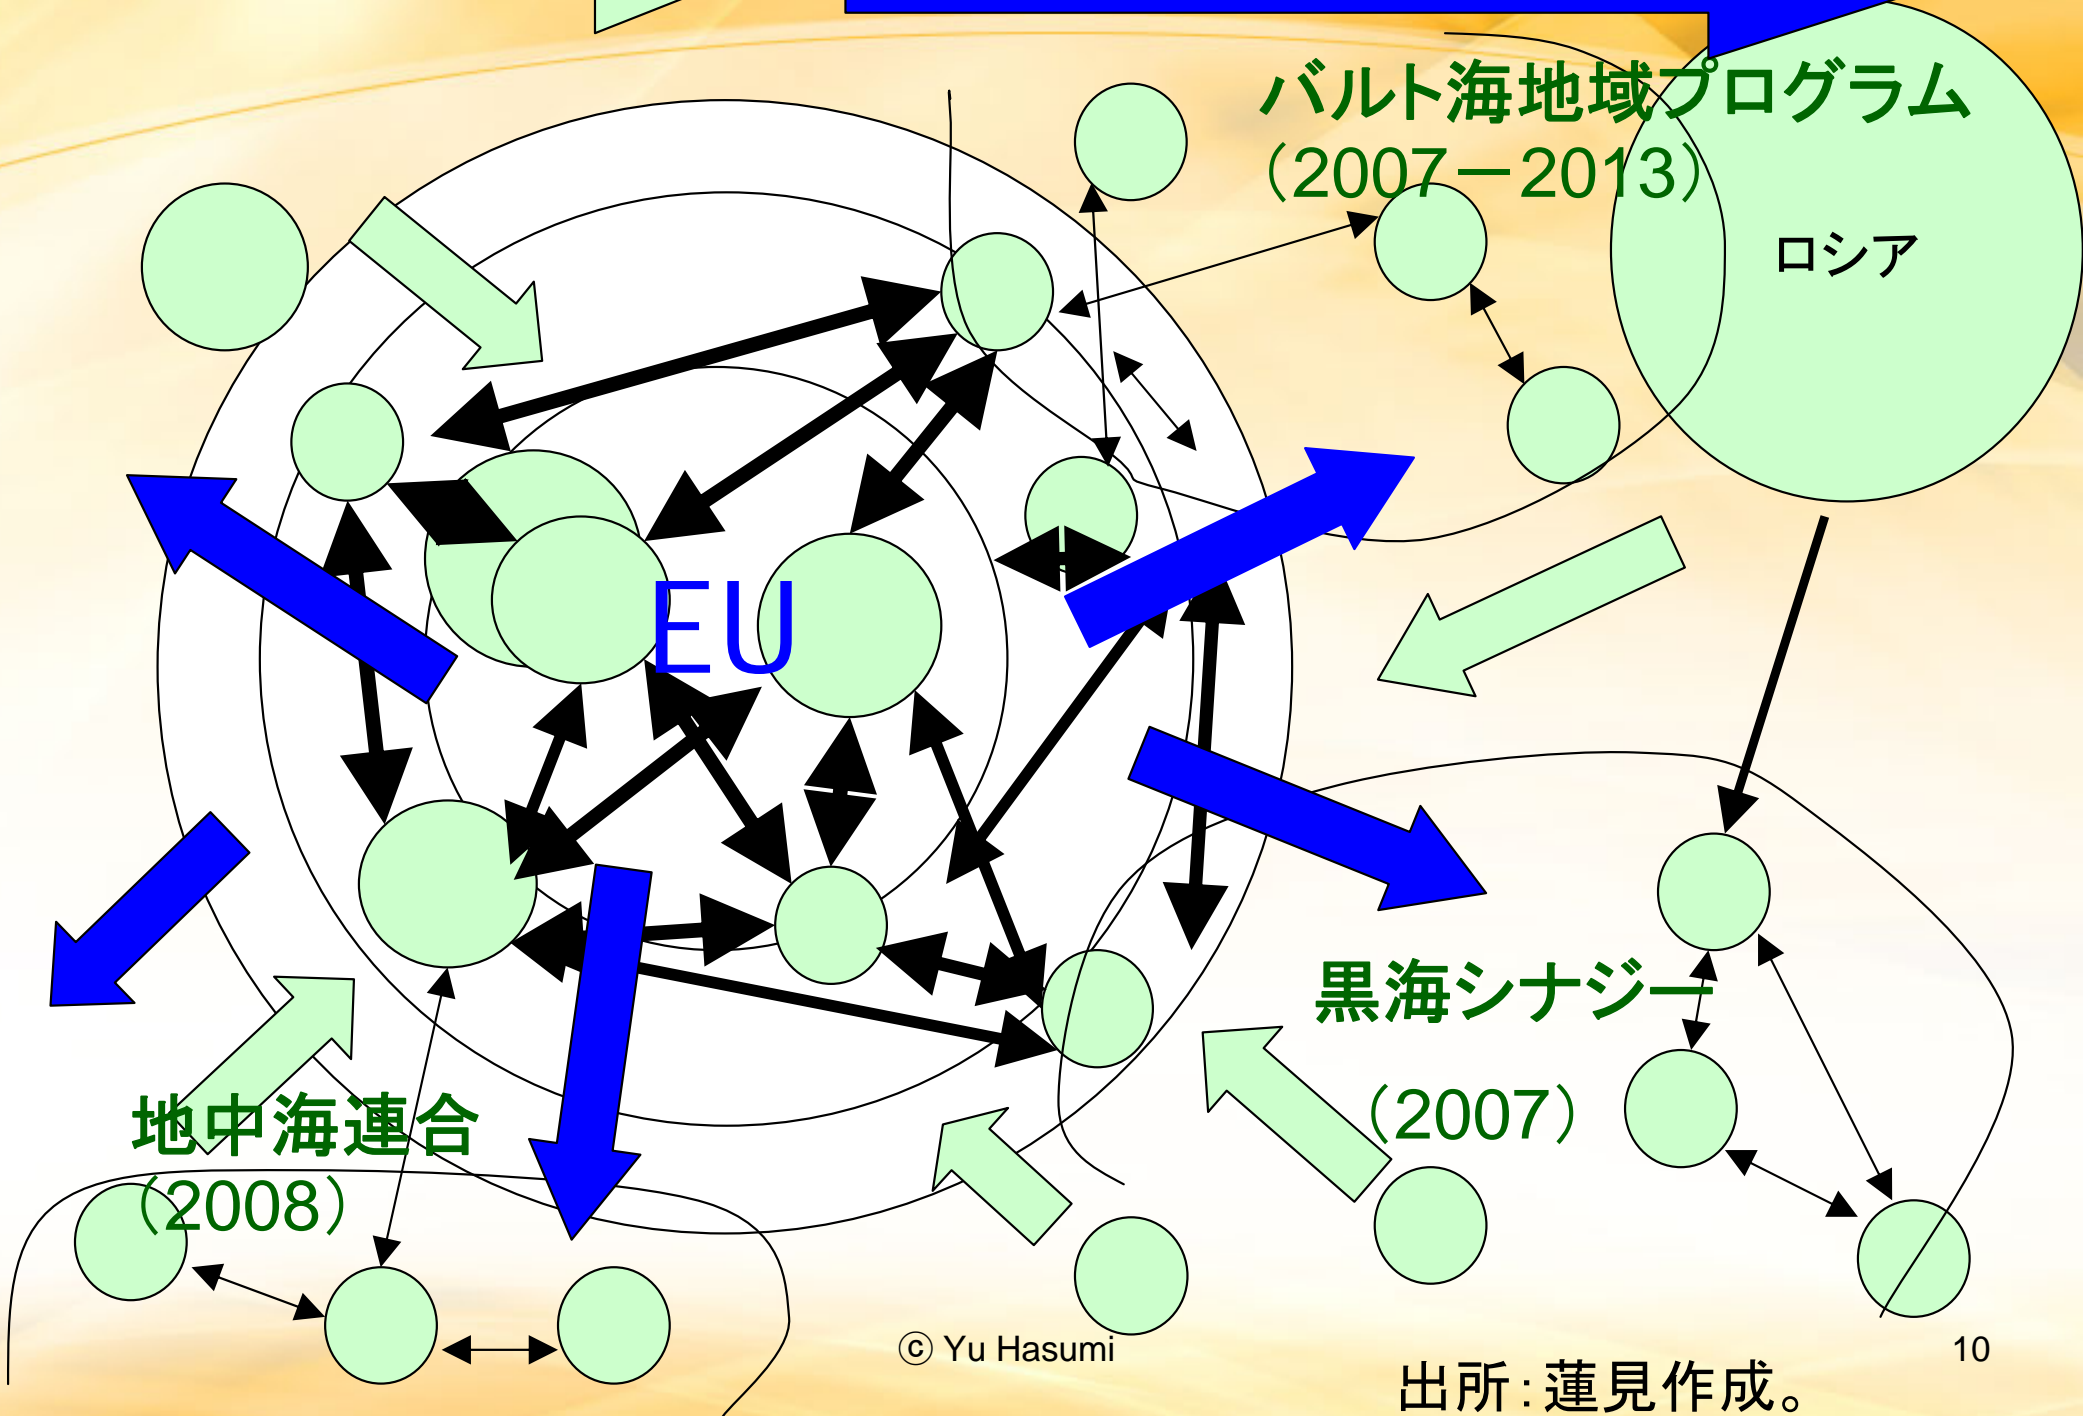 バルト海地域プログラム
(2007－2013)
ロシア
EU
黒海シナジー
(2007)
地中海連合
(2008)
ⓒ Yu Hasumi
10
出所：蓮見作成。